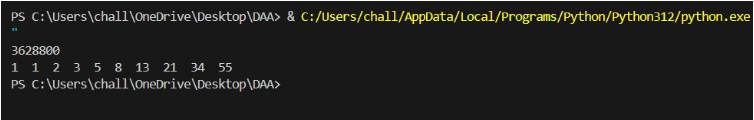 PS C:\Users\chall\OneDrive\Desktop\DAA> & C:/Users/chall/AppData/Local/Programs/Python/Python312/python.exe
"
3628800
1 1 2 3 5 8 13 21 34 55
PS C:\Users\chall\OneDrive\Desktop\DAA>